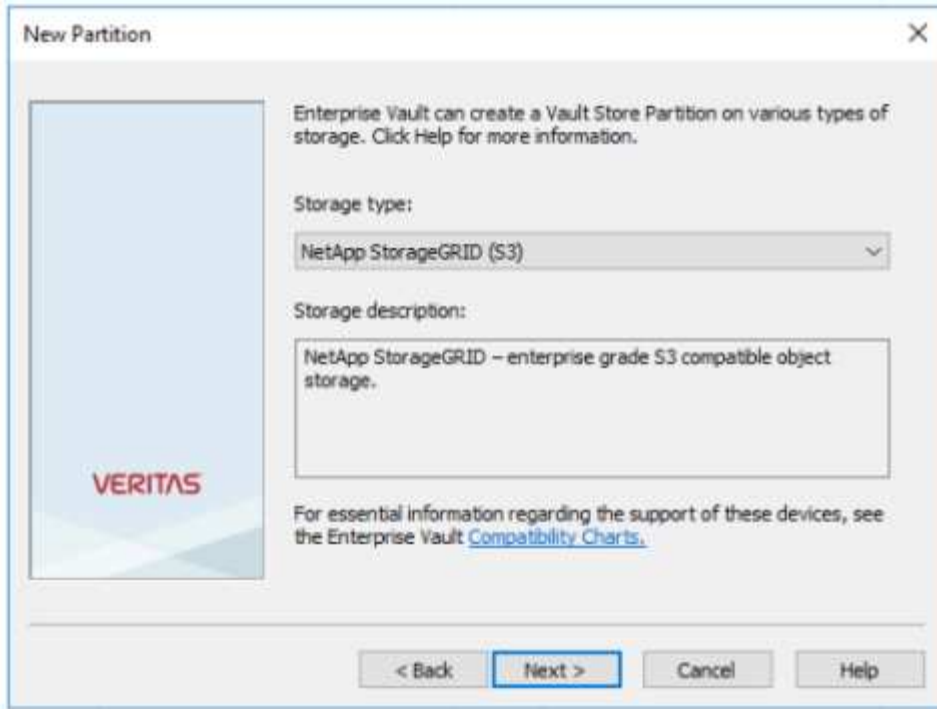 New Partition
Enterprise Vault can create a Vault Store Partition on various types of
storage. Click Help for more information.
Storage type:
NetApp StorageGRID (S3)
Storage description:
NetApp StorageGRID – enterprise grade S3 compatible object
storage.
VERITAS
For essential information regarding the support of these devices, see
the Enterprise Vault Compatibility Charts.
< Back
Next >
Cancel
Help